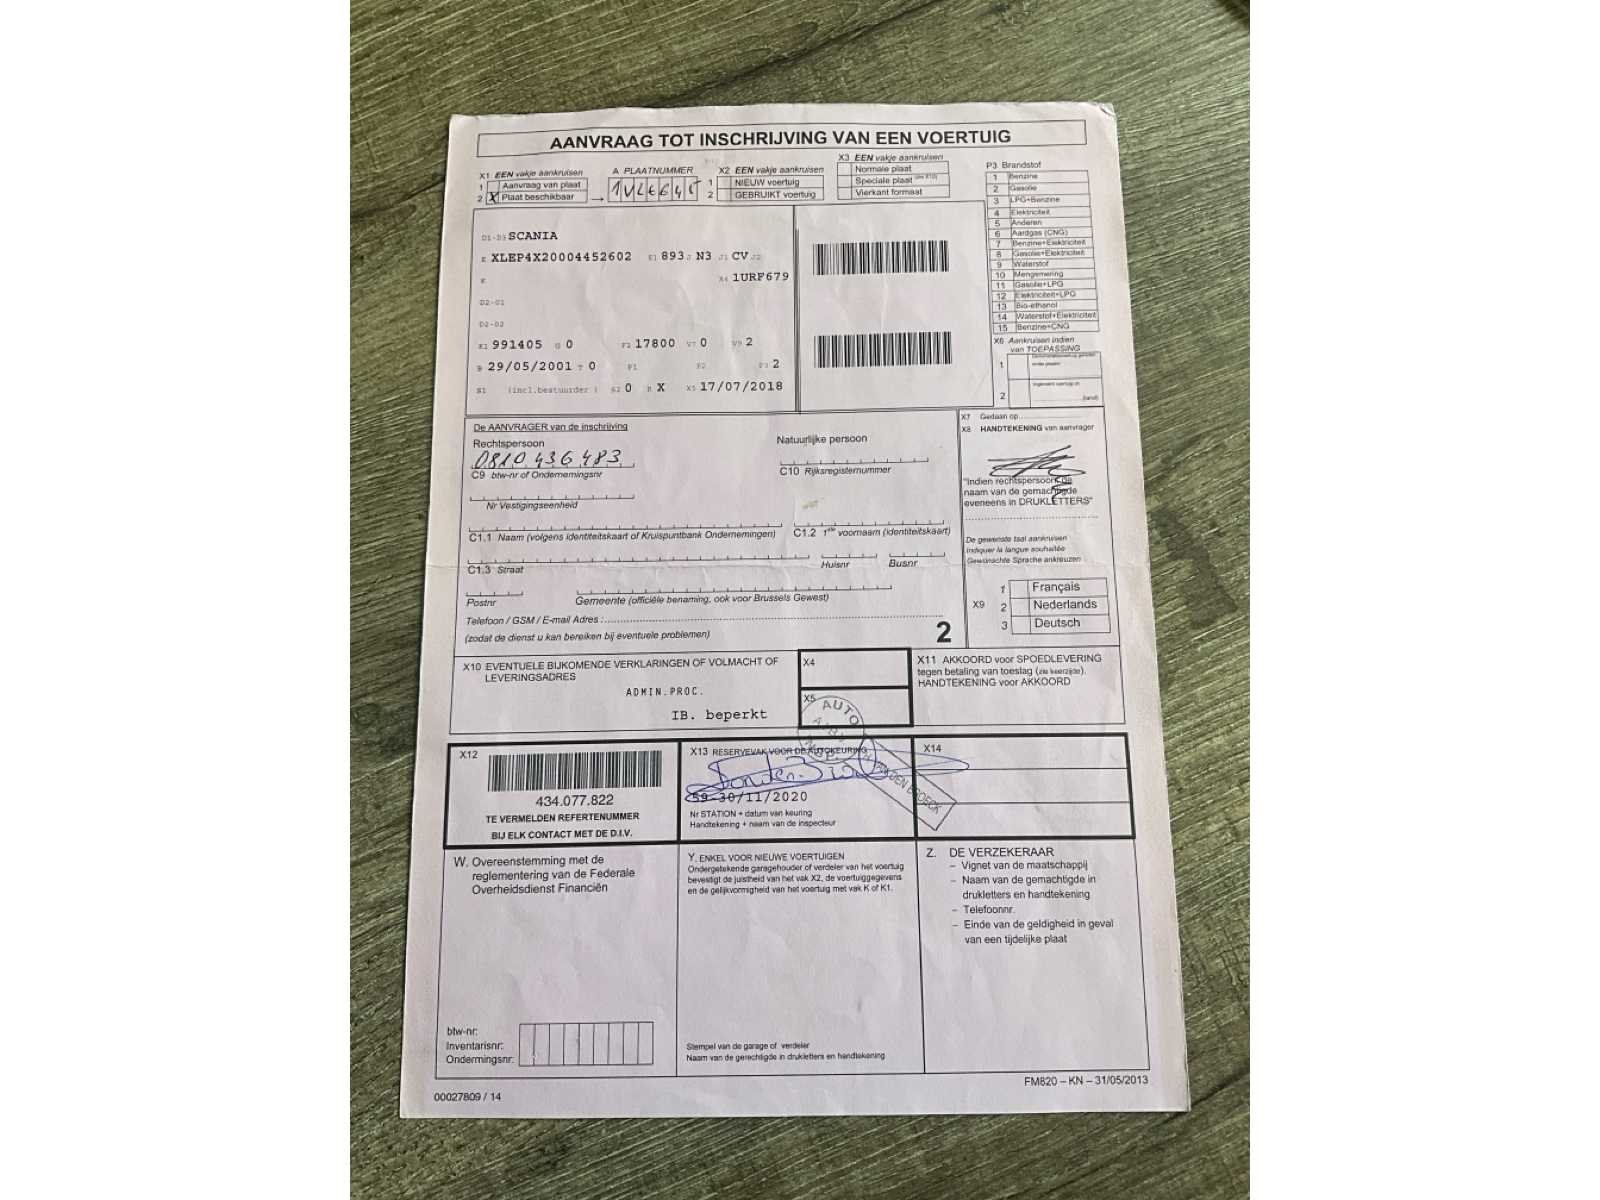 AANVRAAG TOT INSCHRIJVING VAN EEN VOERTUIG
X1 EEN vakje aankruisen
1 Aanvraag van plaat
2 X Plaat beschikbaar →
A PLAATNUMMER
1VLE645
X2 EEN vakje aankruisen
1 NIEUW voertuig
2 GEBRUIKT voertuig
X3 EEN vakje aankruisen
Normale plaat
Speciale plaat (zie X10)
Vierkant formaat
P3 Brandstof
1 Benzine
2 Gasolie
3 LPG+Benzine
4 Elektriciteit
5 Anderen
6 Aardgas (CNG)
7 Benzine+Elektriciteit
8 Gasolie+Elektriciteit
9 Waterstof
10 Mengsmering
11 Gasolie+LPG
12 Elektriciteit+LPG
13 Bio-ethanol
14 Waterstof+Elektriciteit
15 Benzine+CNG
X6 Aankruisen indien
van TOEPASSING
1
2
D1-D3 SCANIA
E XLEP4X20004452602 E1 893 J N3 J1 CV J2
K X4 1URF679
D2-01
D2-02
K1 991405 G 0 F2 17800 V7 0 V9 2
B 29/05/2001 T 0 P1 P2 P3 2
S1 (incl.bestuurder ) S2 0 R X X5 17/07/2018
De AANVRAGER van de inschrijving
Rechtspersoon
0810.436.483
C9 btw-nr of Ondernemingsnr
Nr Vestigingseenheid
Natuurlijke persoon
C10 Rijksregisternummer
C1.1 Naam (volgens identiteitskaart of Kruispuntbank Ondernemingen)
C1.2 1ste voornaam (identiteitskaart)
C1.3 Straat
Huisnr
Busnr
Postnr
Gemeente (officiële benaming, ook voor Brussels Gewest)
Telefoon / GSM / E-mail Adres :
(zodat de dienst u kan bereiken bij eventuele problemen)
2
X7 Gedaan op
X8 HANDTEKENING van aanvrager
"Indien rechtspersoon: de
naam van de gemachtigde
eveneens in DRUKLETTERS"
De gewenste taal aankruisen
Indiquer la langue souhaitée
Gewünschte Sprache ankreuzen
X9
1 Français
2 Nederlands
3 Deutsch
X10 EVENTUELE BIJKOMENDE VERKLARINGEN OF VOLMACHT OF
LEVERINGSADRES
ADMIN.PROC.
IB. beperkt
X4
X5
AUTO
X11 AKKOORD voor SPOEDLEVERING
tegen betaling van toeslag (zie keerzijde).
HANDTEKENING voor AKKOORD
X12
434.077.822
TE VERMELDEN REFERTENUMMER
BIJ ELK CONTACT MET DE D.I.V.
X13 RESERVEVAK VOOR DE AUTOKEURING
59-30/11/2020
Nr STATION + datum van keuring
Handtekening + naam van de inspecteur
X14
W. Overeenstemming met de
reglementering van de Federale
Overheidsdienst Financiën
btw-nr:
Inventarisnr:
Ondermingsnr:
Y. ENKEL VOOR NIEUWE VOERTUIGEN
Ondergetekende garagehouder of verdeler van het voertuig
bevestigt de juistheid van het vak X2, de voertuiggegevens
en de gelijkvormigheid van het voertuig met vak K of K1.
Stempel van de garage of verdeler
Naam van de gerechtigde in drukletters en handtekening
Z. DE VERZEKERAAR
– Vignet van de maatschappij
– Naam van de gemachtigde in
drukletters en handtekening
– Telefoonnr.
– Einde van de geldigheid in geval
van een tijdelijke plaat
FM820 – KN – 31/05/2013
00027809 / 14